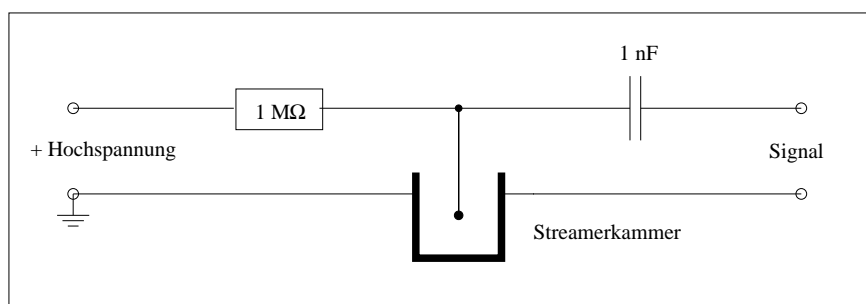 1 nF
1 MΩ
+ Hochspannung
Signal
Streamerkammer